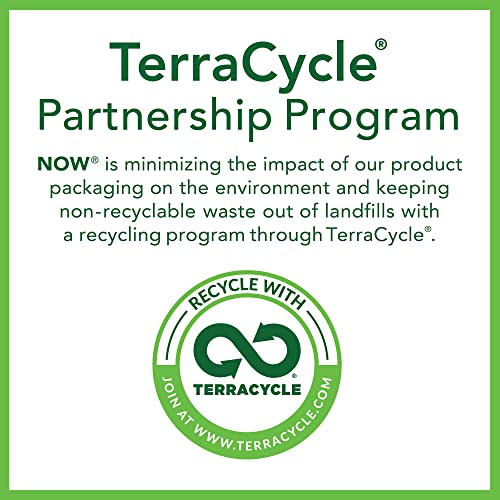 TerraCycle®
Partnership Program
NOW® is minimizing the impact of our product
packaging on the environment and keeping
non-recyclable waste out of landfills with
a recycling program through TerraCycle®.
RECYCLE WITH
TERRACYCLE®
JOIN AT WWW.TERRACYCLE.COM